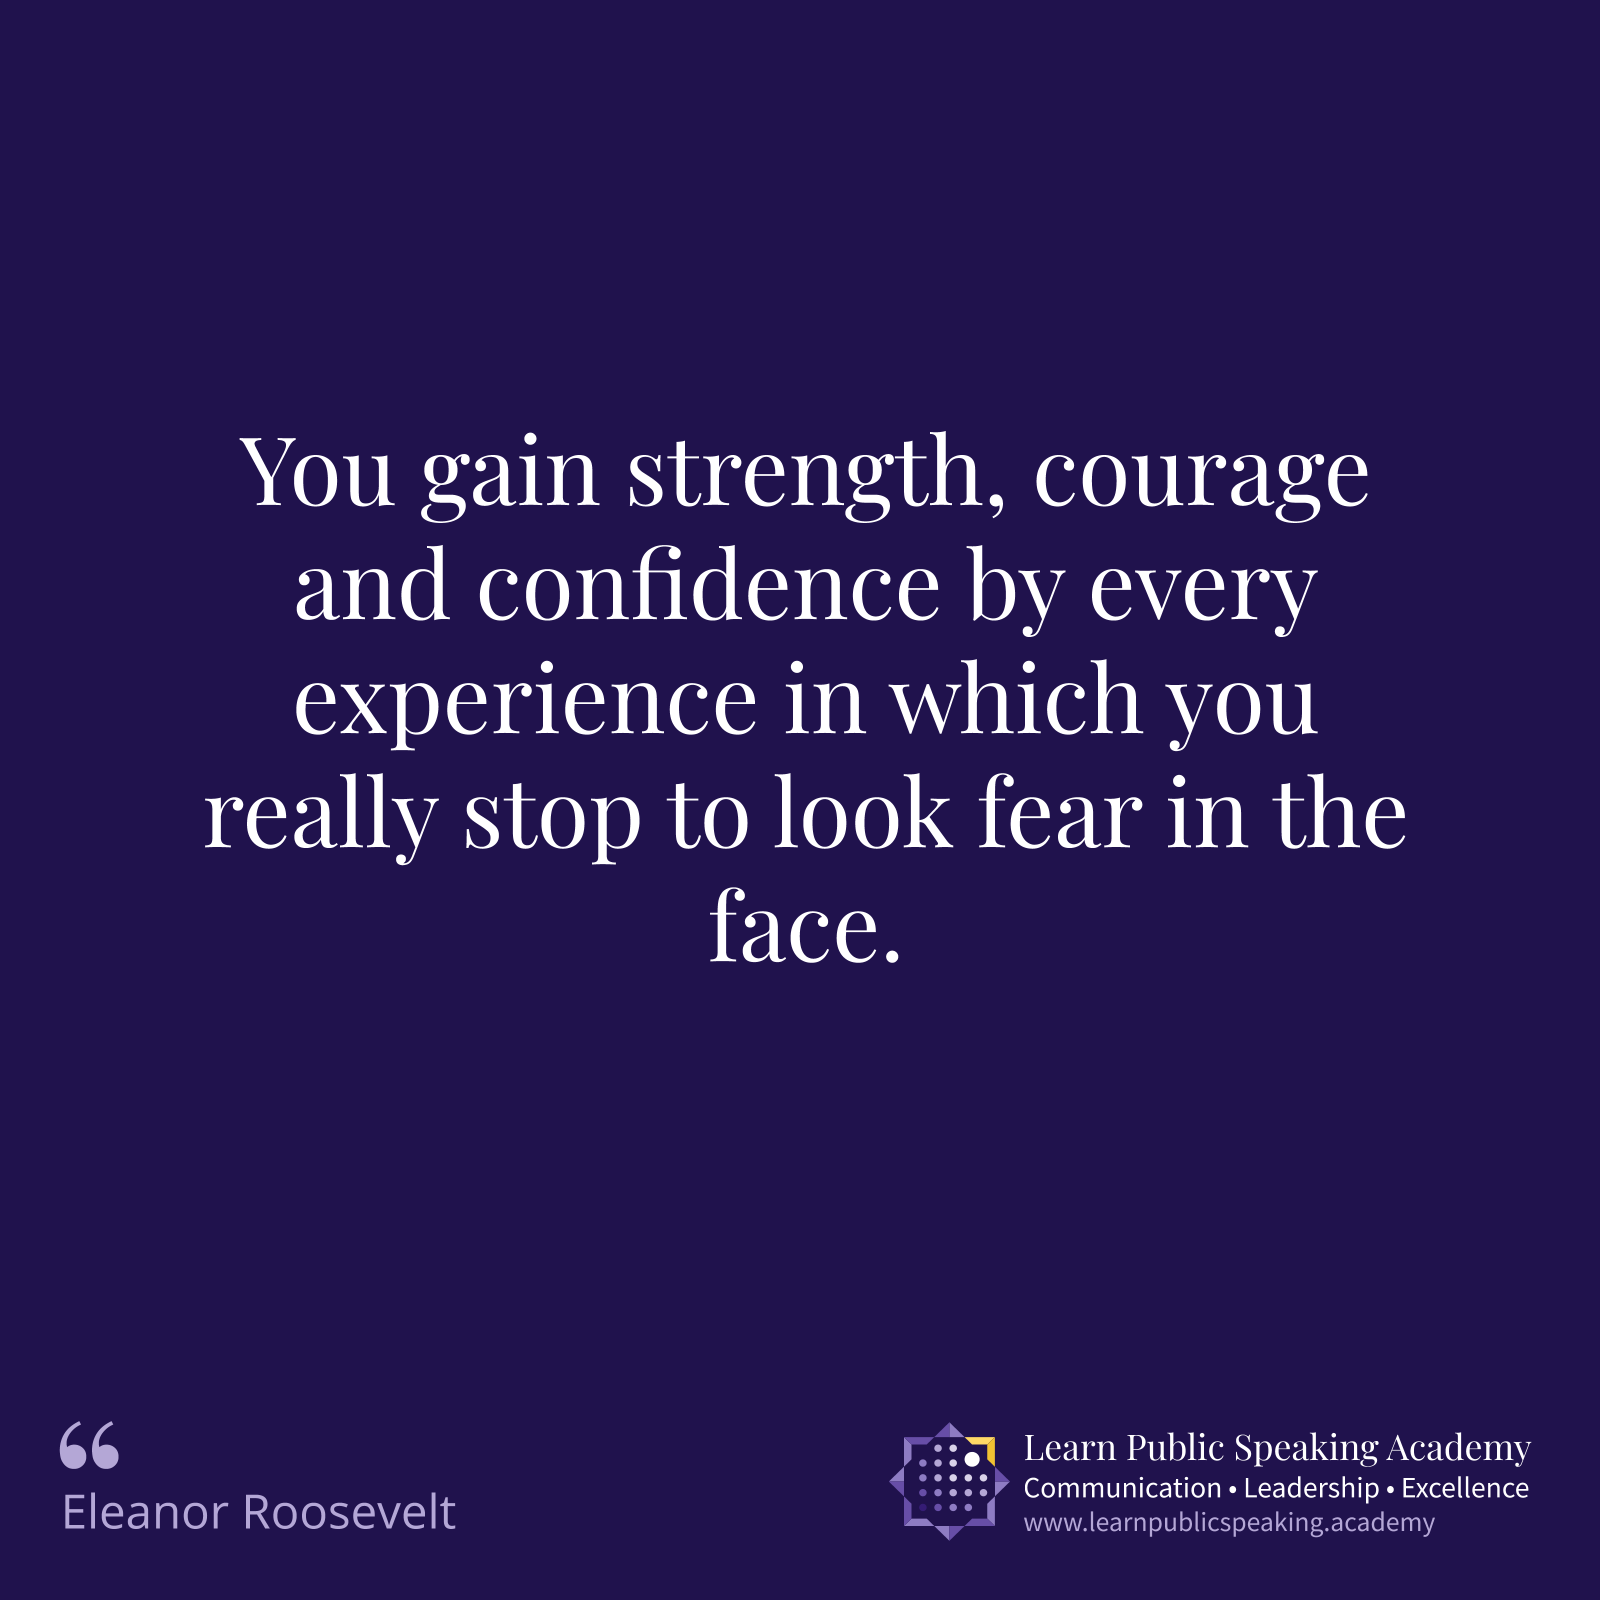 You gain strength, courage
and confidence by every
experience in which you
really stop to look fear in the
face.
“
Eleanor Roosevelt
Learn Public Speaking Academy
Communication • Leadership • Excellence
www.learnpublicspeaking.academy